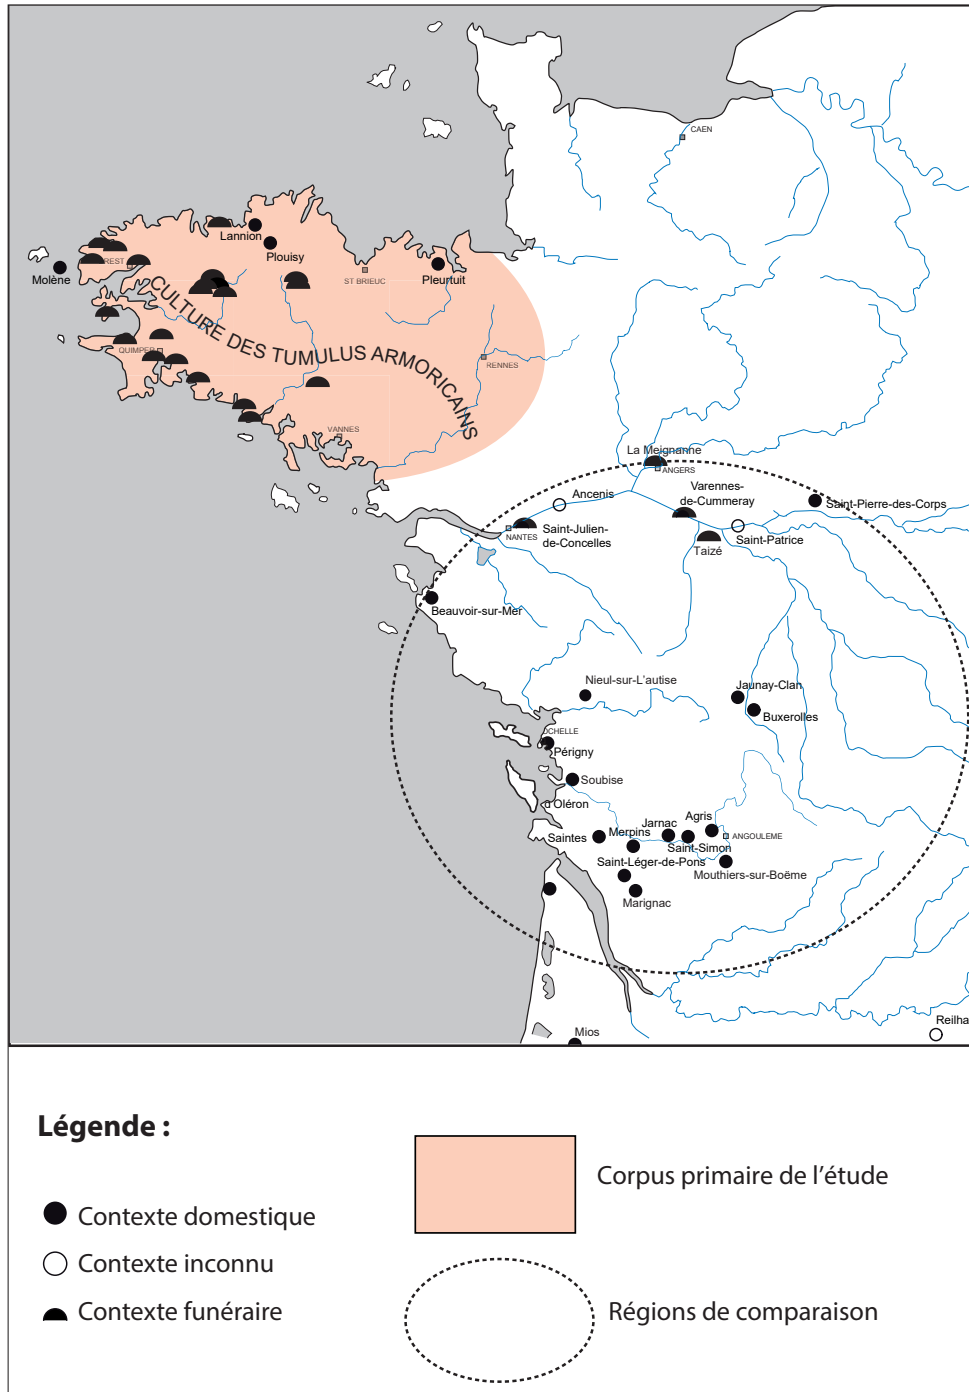 CAEN
Lannion
Plouisy
REST
Molène
ST BRIEUC
Pleurtuit
CULTURE DES TUMULUS ARMORICAINS
QUIMPER
RENNES
VANNES
La Meignanne
ANGERS
Ancenis
Varennes-
de-Cummeray
Saint-Pierre-des-Corps
NANTES
Saint-Julien-
de-Concelles
Saint-Patrice
Taizé
Beauvoir-sur-Mer
Nieul-sur-L'autise
Jaunay-Clan
Buxerolles
OCHELLE
Périgny
Soubise
d'Oléron
Saintes
Merpins
Jarnac
Agris
ANGOULEME
Saint-Simon
Saint-Léger-de-Pons
Mouthiers-sur-Boëme
Marignac
Mios
Reilha
Légende :
Contexte domestique
Contexte inconnu
Contexte funéraire
Corpus primaire de l'étude
Régions de comparaison